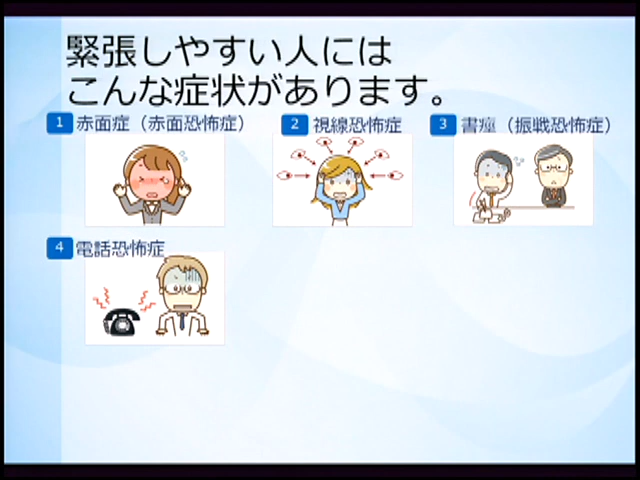 緊張しやすい人には
こんな症状があります。
1 赤面症（赤面恐怖症）
2 視線恐怖症
3 書痙（振戦恐怖症）
4 電話恐怖症